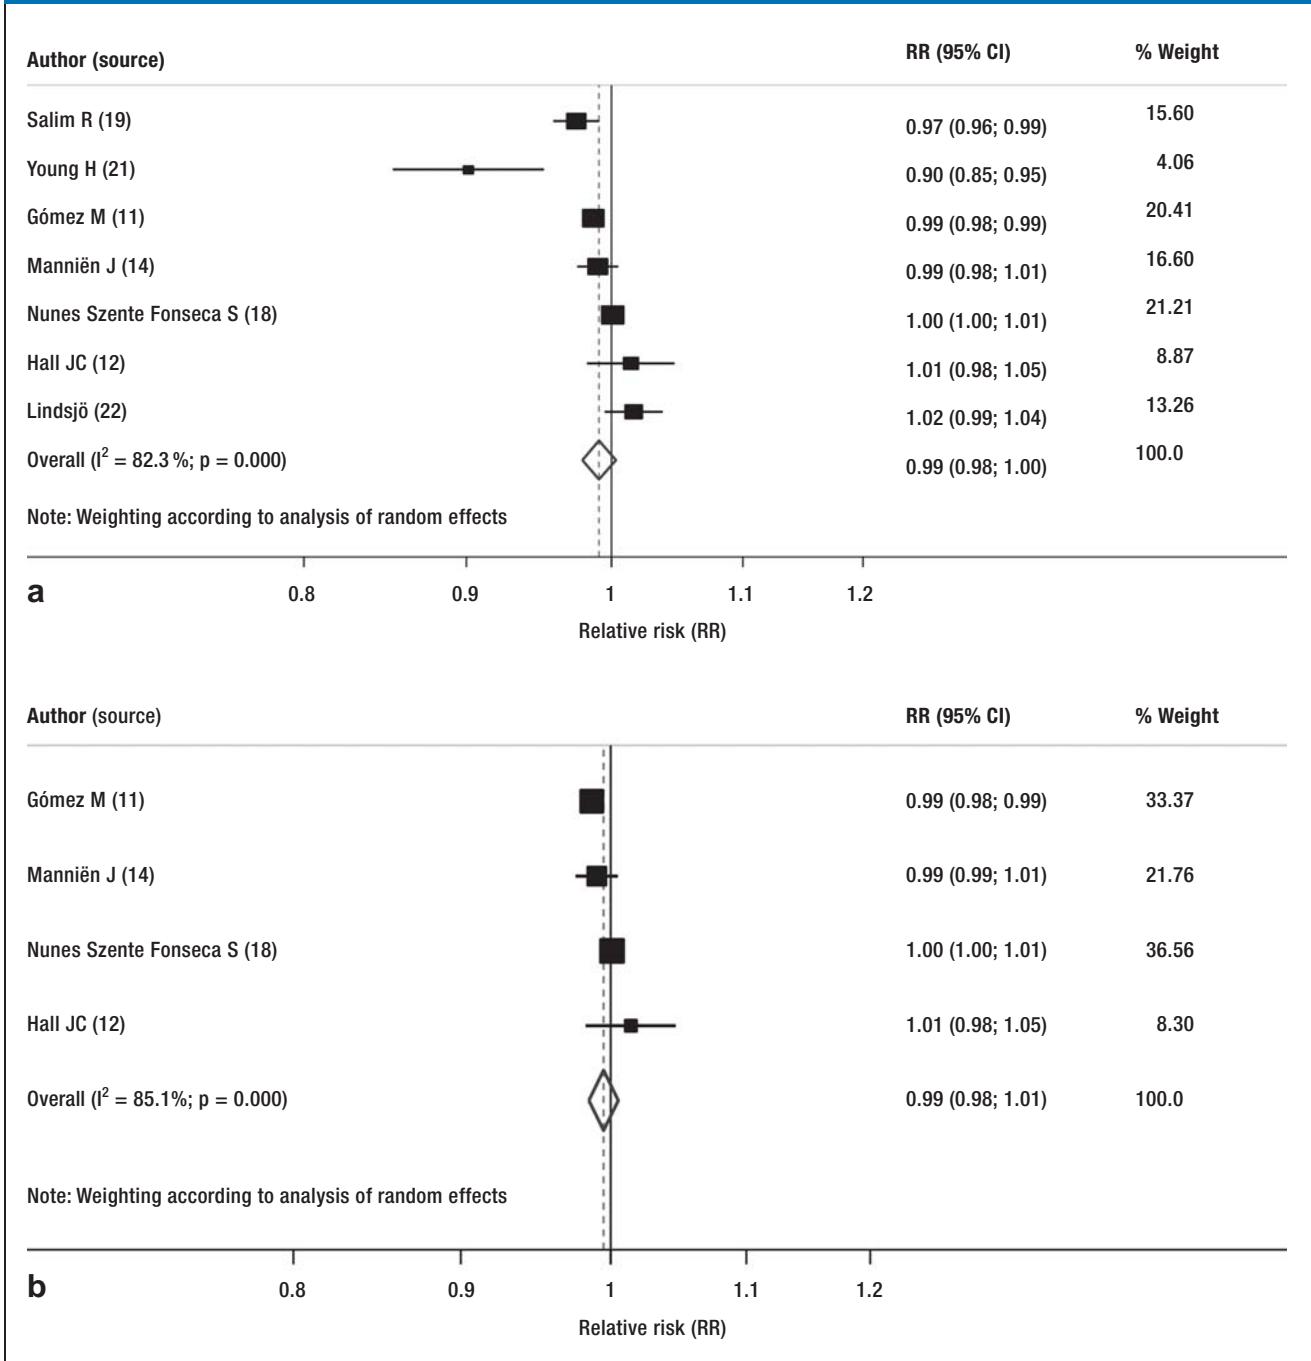 Author (source) RR (95% CI) % Weight
Salim R (19) 0.97 (0.96; 0.99) 15.60
Young H (21) 0.90 (0.85; 0.95) 4.06
Gómez M (11) 0.99 (0.98; 0.99) 20.41
Manniën J (14) 0.99 (0.98; 1.01) 16.60
Nunes Szente Fonseca S (18) 1.00 (1.00; 1.01) 21.21
Hall JC (12) 1.01 (0.98; 1.05) 8.87
Lindsjö (22) 1.02 (0.99; 1.04) 13.26
Overall (I² = 82.3 %; p = 0.000) 0.99 (0.98; 1.00) 100.0
Note: Weighting according to analysis of random effects
a 0.8 0.9 1 1.1 1.2
Relative risk (RR)
Author (source) RR (95% CI) % Weight
Gómez M (11) 0.99 (0.98; 0.99) 33.37
Manniën J (14) 0.99 (0.99; 1.01) 21.76
Nunes Szente Fonseca S (18) 1.00 (1.00; 1.01) 36.56
Hall JC (12) 1.01 (0.98; 1.05) 8.30
Overall (I² = 85.1%; p = 0.000) 0.99 (0.98; 1.01) 100.0
Note: Weighting according to analysis of random effects
b 0.8 0.9 1 1.1 1.2
Relative risk (RR)